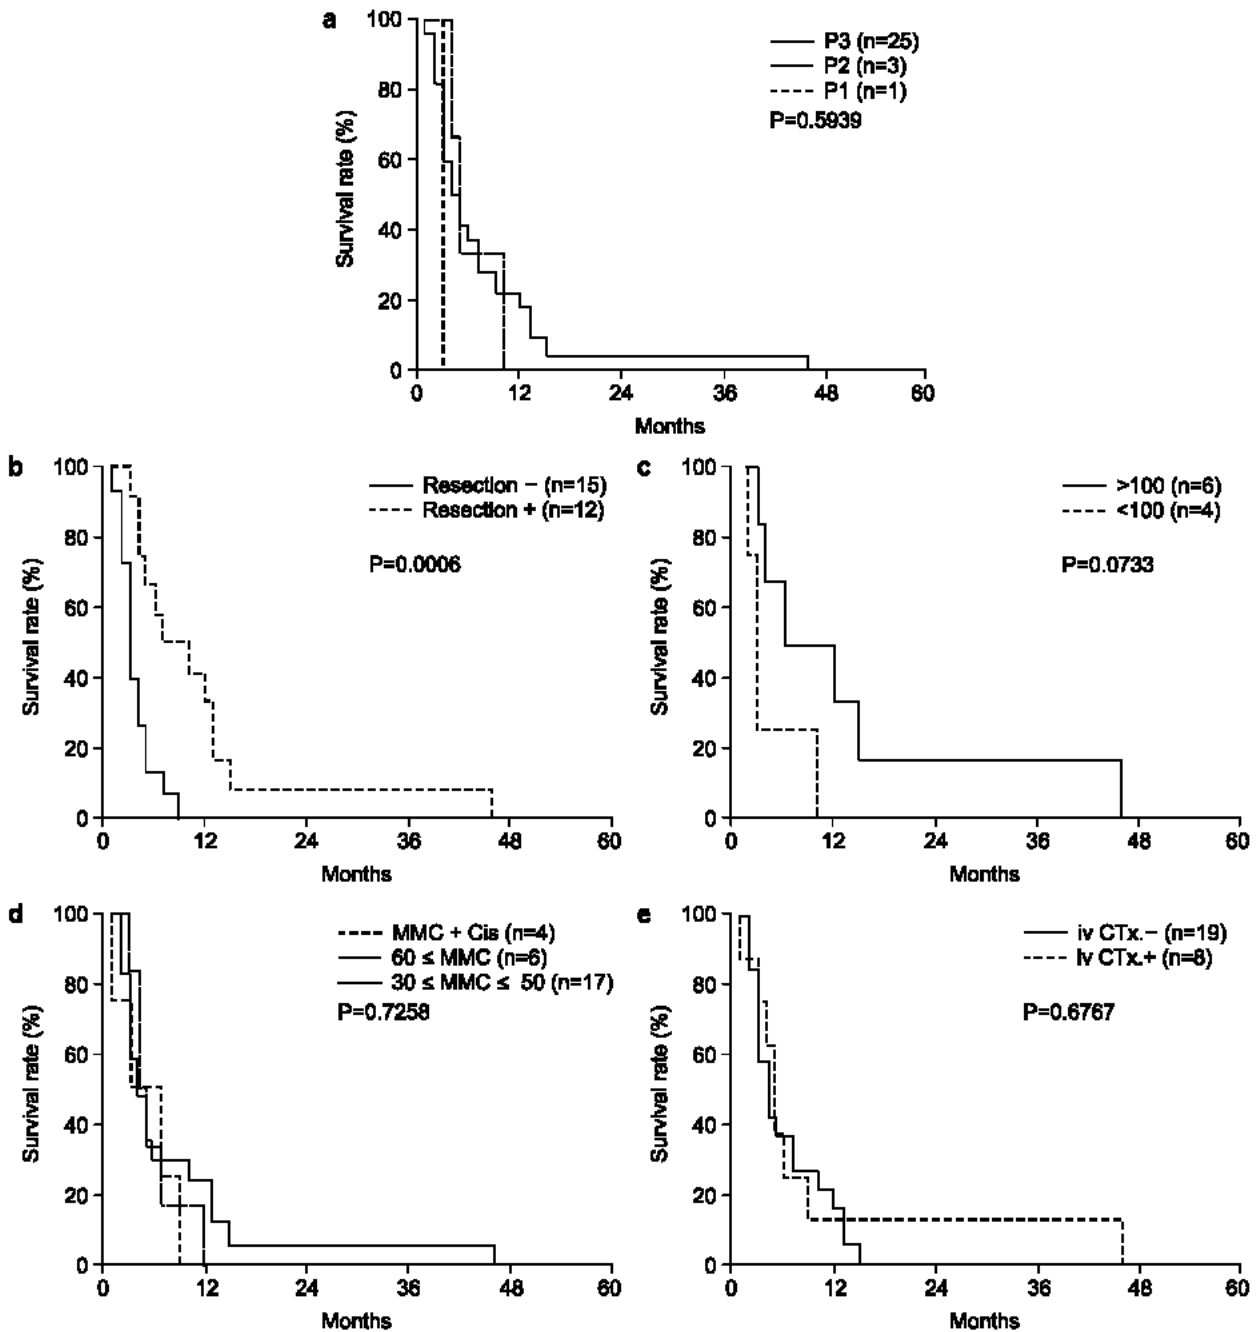 a
100
80
60
40
20
0
Survival rate (%)
P3 (n=25)
P2 (n=3)
P1 (n=1)
P=0.5939
0 12 24 36 48 60
Months
b
100
80
60
40
20
0
Survival rate (%)
Resection − (n=15)
Resection + (n=12)
P=0.0006
0 12 24 36 48 60
Months
c
100
80
60
40
20
0
Survival rate (%)
>100 (n=6)
<100 (n=4)
P=0.0733
0 12 24 36 48 60
Months
d
100
80
60
40
20
0
Survival rate (%)
MMC + Cis (n=4)
60 ≤ MMC (n=6)
30 ≤ MMC ≤ 50 (n=17)
P=0.7258
0 12 24 36 48 60
Months
e
100
80
60
40
20
0
Survival rate (%)
iv CTx.− (n=19)
iv CTx.+ (n=8)
P=0.6767
0 12 24 36 48 60
Months